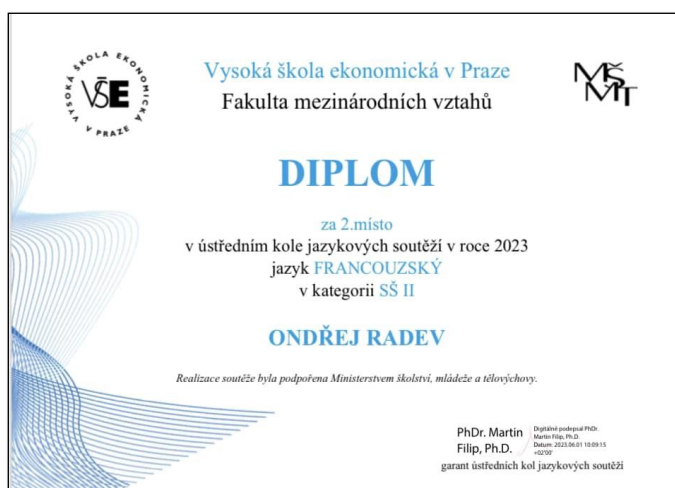 VYSOKÁ ŠKOLA EKONOMICKÁ V PRAZE
VŠE
Vysoká škola ekonomická v Praze
Fakulta mezinárodních vztahů
MŠMT
DIPLOM
za 2.místo
v ústředním kole jazykových soutěží v roce 2023
jazyk FRANCOUZSKÝ
v kategorii SŠ II
ONDŘEJ RADEV
Realizace soutěže byla podpořena Ministerstvem školství, mládeže a tělovýchovy.
PhDr. Martin
Filip, Ph.D.
Digitálně podepsal PhDr.
Martin Filip, Ph.D.
Datum: 2023.06.01 10:09:15
+02'00'
garant ústředních kol jazykových soutěží